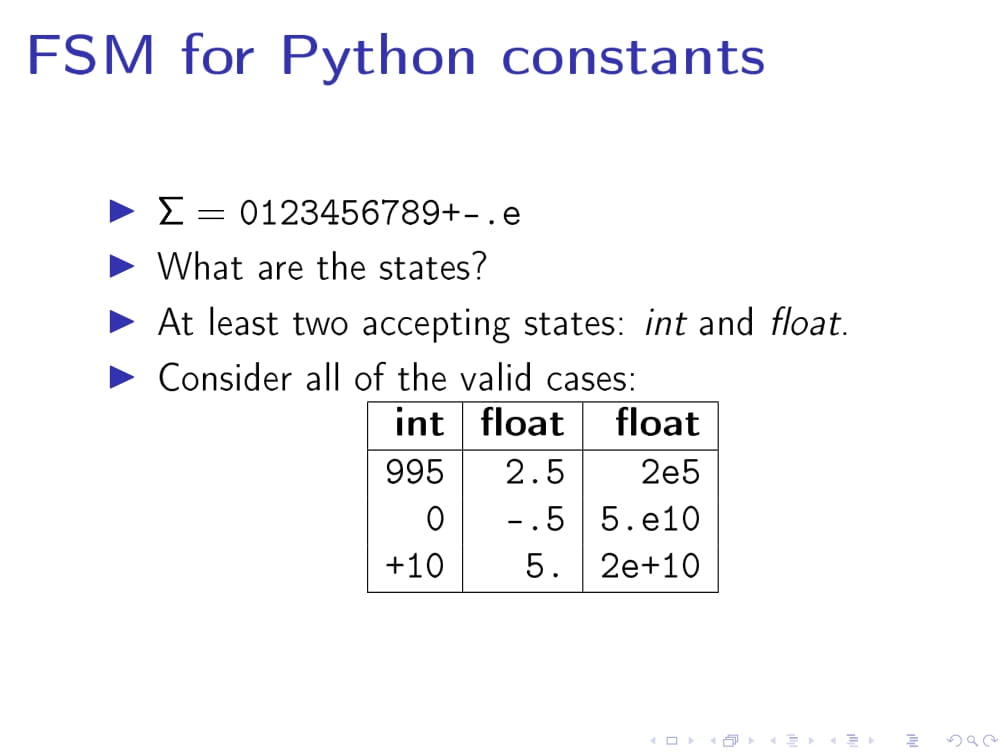 FSM for Python constants
▶ Σ = 0123456789+-.e
▶ What are the states?
▶ At least two accepting states: int and float.
▶ Consider all of the valid cases:
int float float
995 2.5 2e5
0 -.5 5.e10
+10 5. 2e+10